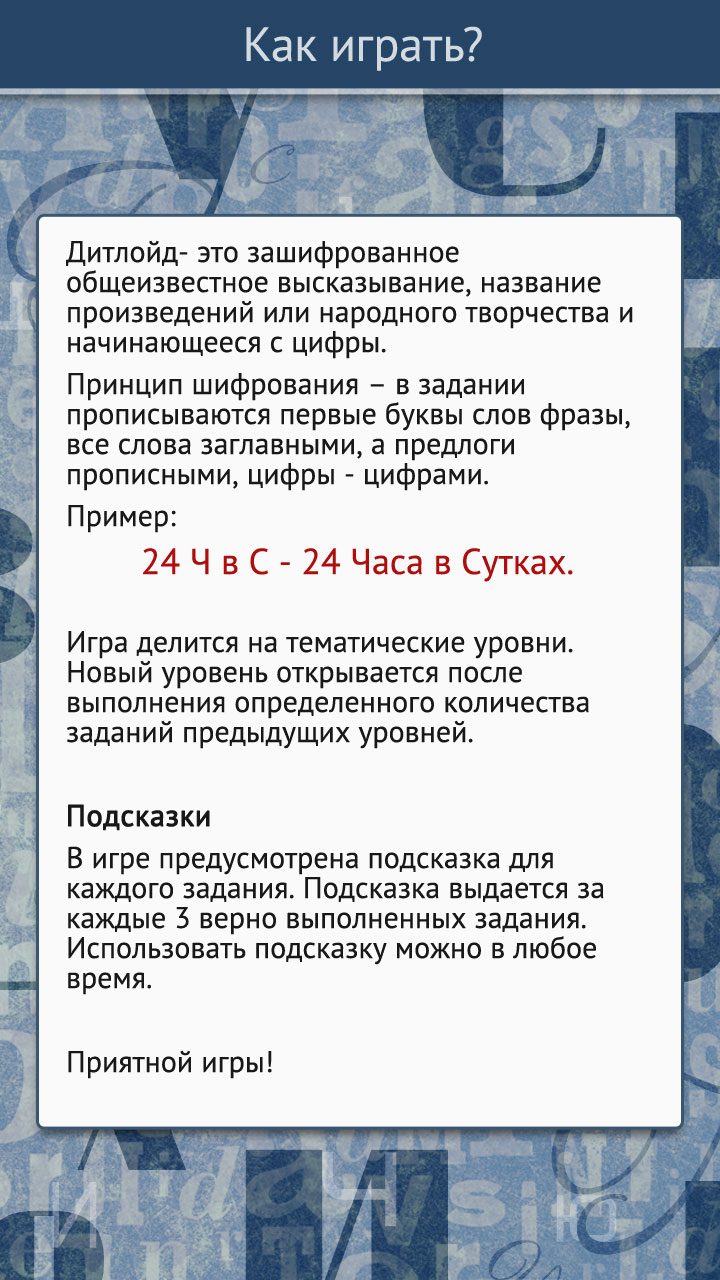 Как играть?
Дитлойд- это зашифрованное
общеизвестное высказывание, название
произведений или народного творчества и
начинающееся с цифры.
Принцип шифрования – в задании
прописываются первые буквы слов фразы,
все слова заглавными, а предлоги
прописными, цифры - цифрами.
Пример:
24 Ч в С - 24 Часа в Сутках.
Игра делится на тематические уровни.
Новый уровень открывается после
выполнения определенного количества
заданий предыдущих уровней.
Подсказки
В игре предусмотрена подсказка для
каждого задания. Подсказка выдается за
каждые 3 верно выполненных задания.
Использовать подсказку можно в любое
время.
Приятной игры!